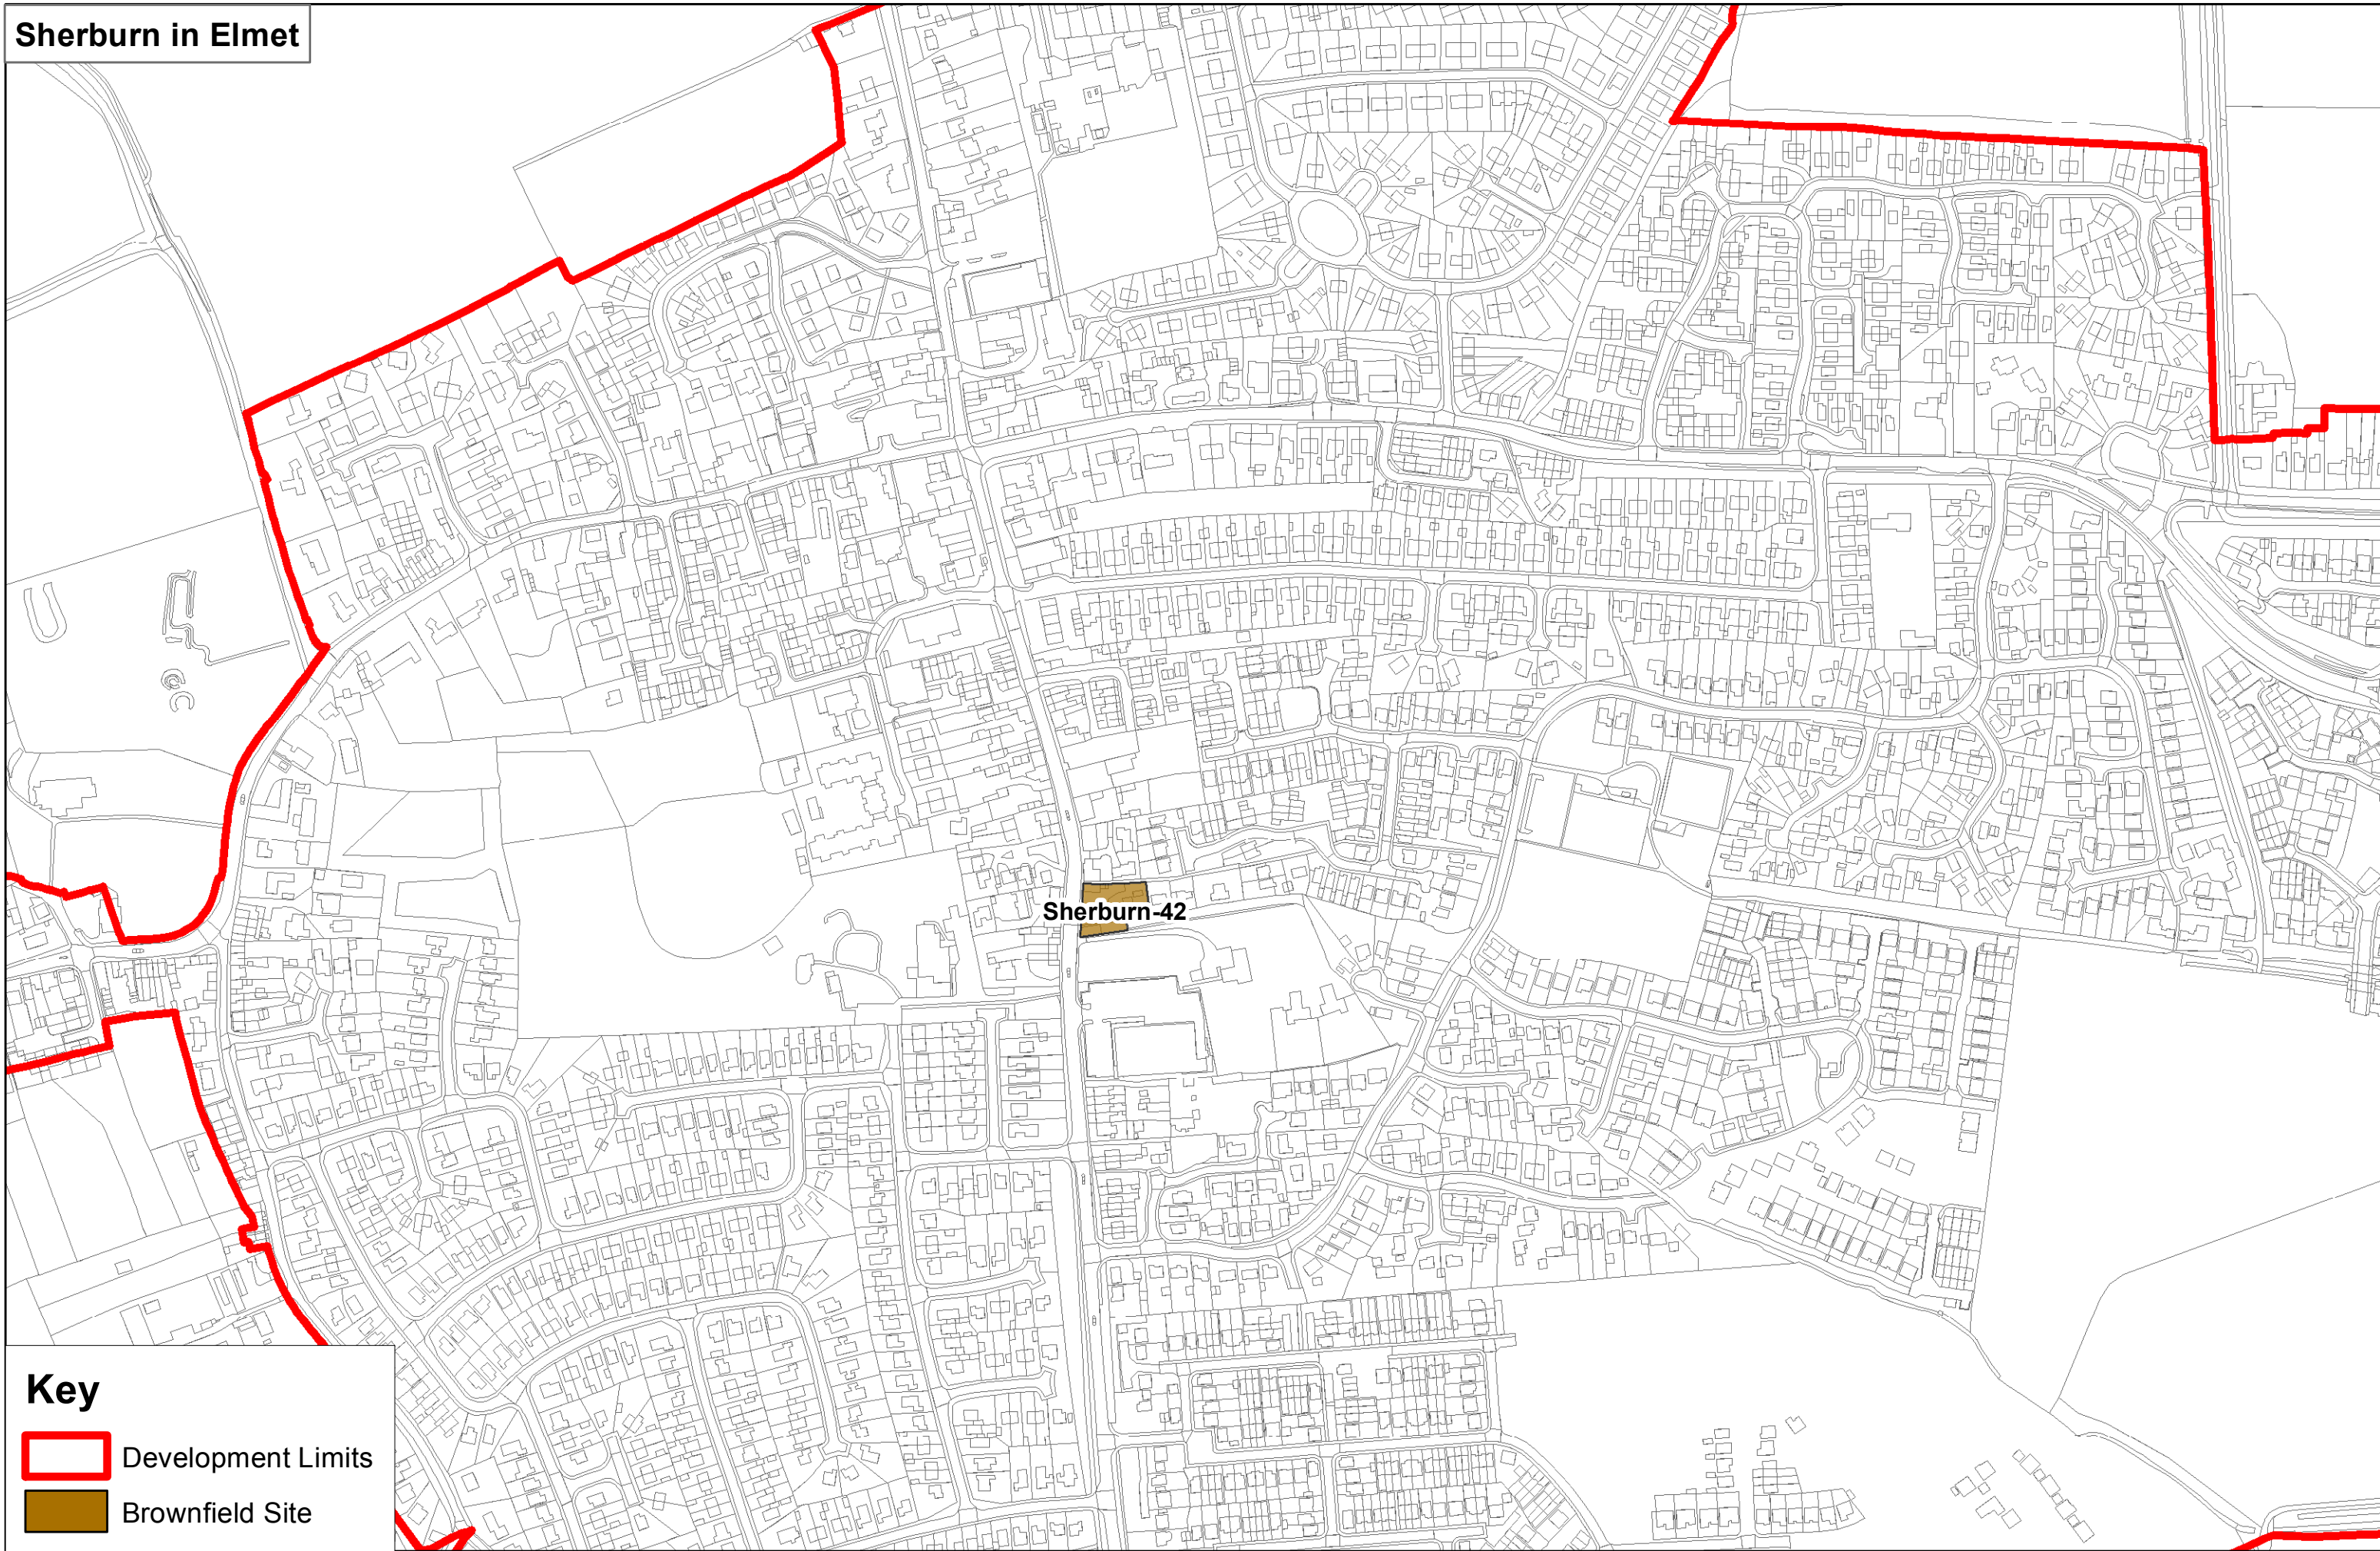 Sherburn in Elmet
Sherburn-42
Key
Development Limits
Brownfield Site